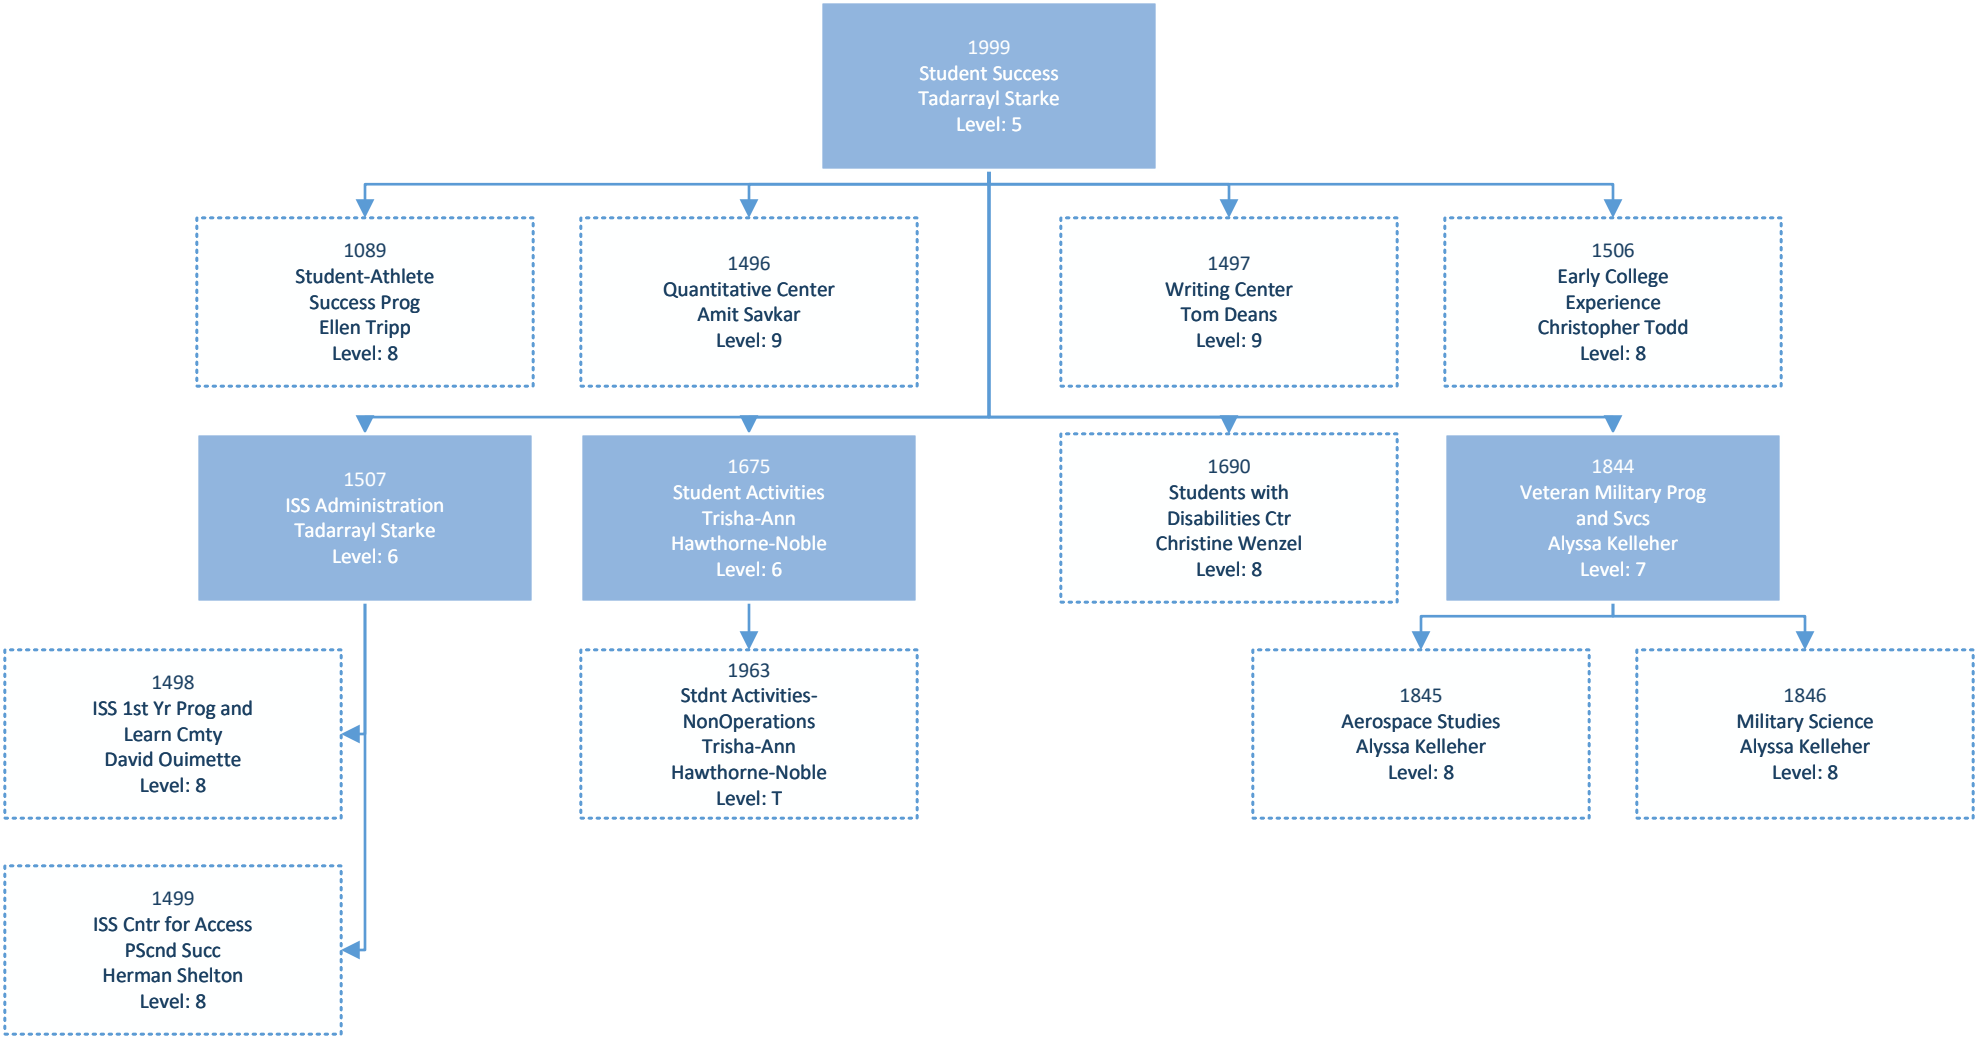 1999
Student Success
Tadarrayl Starke
Level: 5
1089
Student-Athlete
Success Prog
Ellen Tripp
Level: 8
1496
Quantitative Center
Amit Savkar
Level: 9
1497
Writing Center
Tom Deans
Level: 9
1506
Early College
Experience
Christopher Todd
Level: 8
1507
ISS Administration
Tadarrayl Starke
Level: 6
1675
Student Activities
Trisha-Ann
Hawthorne-Noble
Level: 6
1690
Students with
Disabilities Ctr
Christine Wenzel
Level: 8
1844
Veteran Military Prog
and Svcs
Alyssa Kelleher
Level: 7
1498
ISS 1st Yr Prog and
Learn Cmty
David Ouimette
Level: 8
1963
Stdnt Activities-
NonOperations
Trisha-Ann
Hawthorne-Noble
Level: T
1845
Aerospace Studies
Alyssa Kelleher
Level: 8
1846
Military Science
Alyssa Kelleher
Level: 8
1499
ISS Cntr for Access
PScnd Succ
Herman Shelton
Level: 8